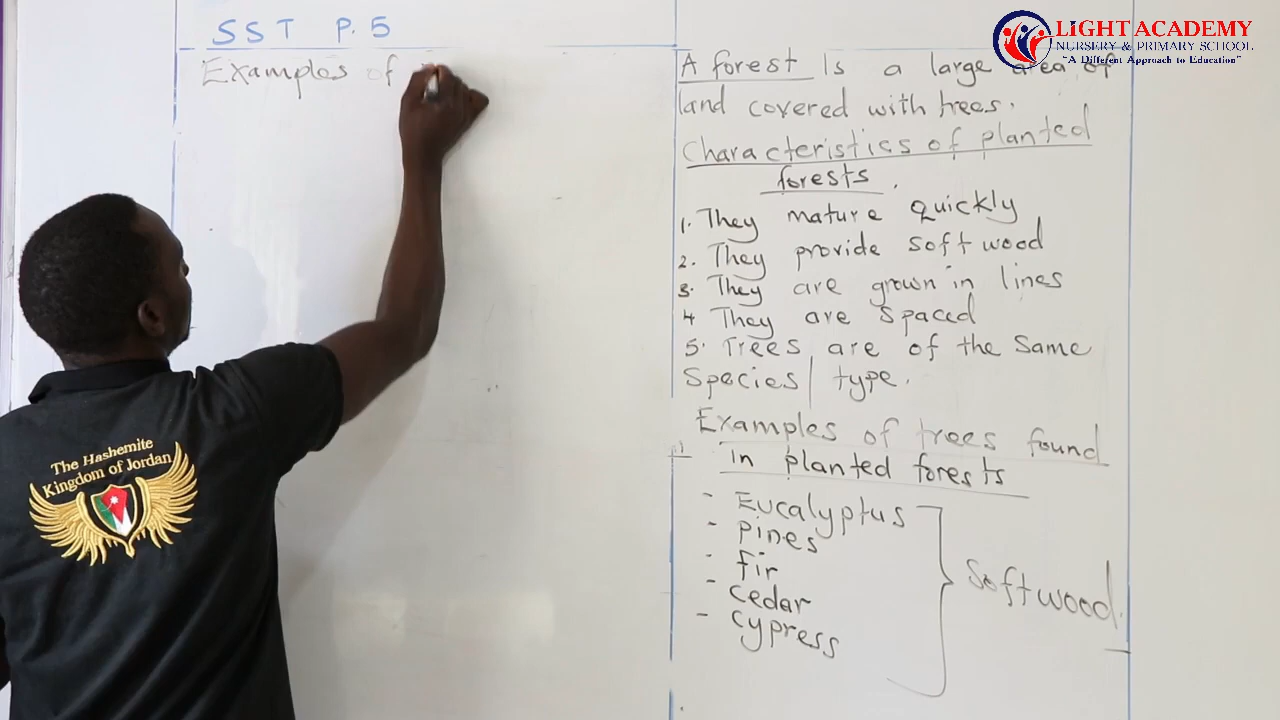 SST P.5
Examples of
LIGHT ACADEMY
NURSERY & PRIMARY SCHOOL
"A Different Approach to Education"
A forest is a large area of
land covered with trees.
Characteristics of planted
forests.
1. They mature quickly
2. They provide soft wood
3. They are grown in lines
4 They are spaced
5. Trees are of the same
Species/type.
Examples of trees found
in planted forests
- Eucalyptus
- pines
- fir
- cedar
- cypress
Softwood.
The Hashemite
Kingdom of Jordan